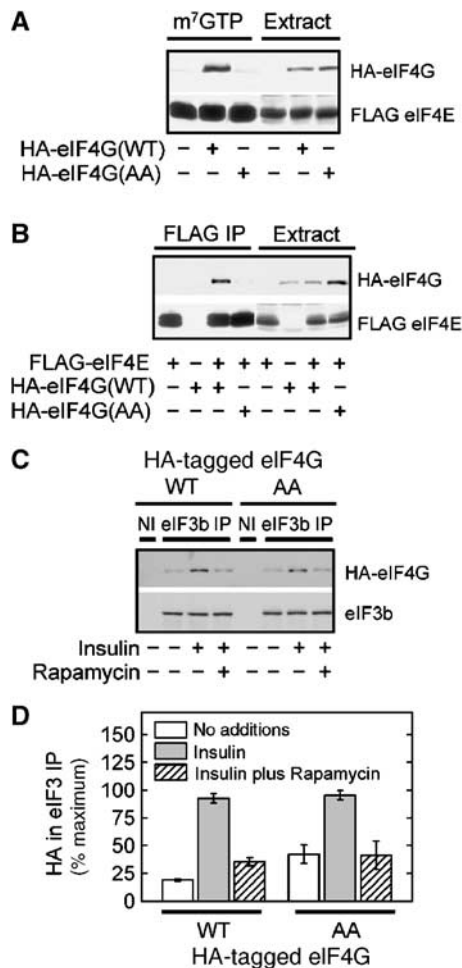 A
m⁷GTP Extract
HA-eIF4G
FLAG eIF4E
HA-eIF4G(WT) − + − − + −
HA-eIF4G(AA) − − + − − +
B
FLAG IP Extract
HA-eIF4G
FLAG eIF4E
FLAG-eIF4E + − + + + − + +
HA-eIF4G(WT) − + + − − + + −
HA-eIF4G(AA) − − − + − − − +
C
HA-tagged eIF4G
WT AA
NI eIF3b IP NI eIF3b IP
HA-eIF4G
eIF3b
Insulin − − + + − − + +
Rapamycin − − − + − − − +
D
HA in eIF3 IP
(% maximum)
150
125
100
75
50
25
0
No additions
Insulin
Insulin plus Rapamycin
WT AA
HA-tagged eIF4G